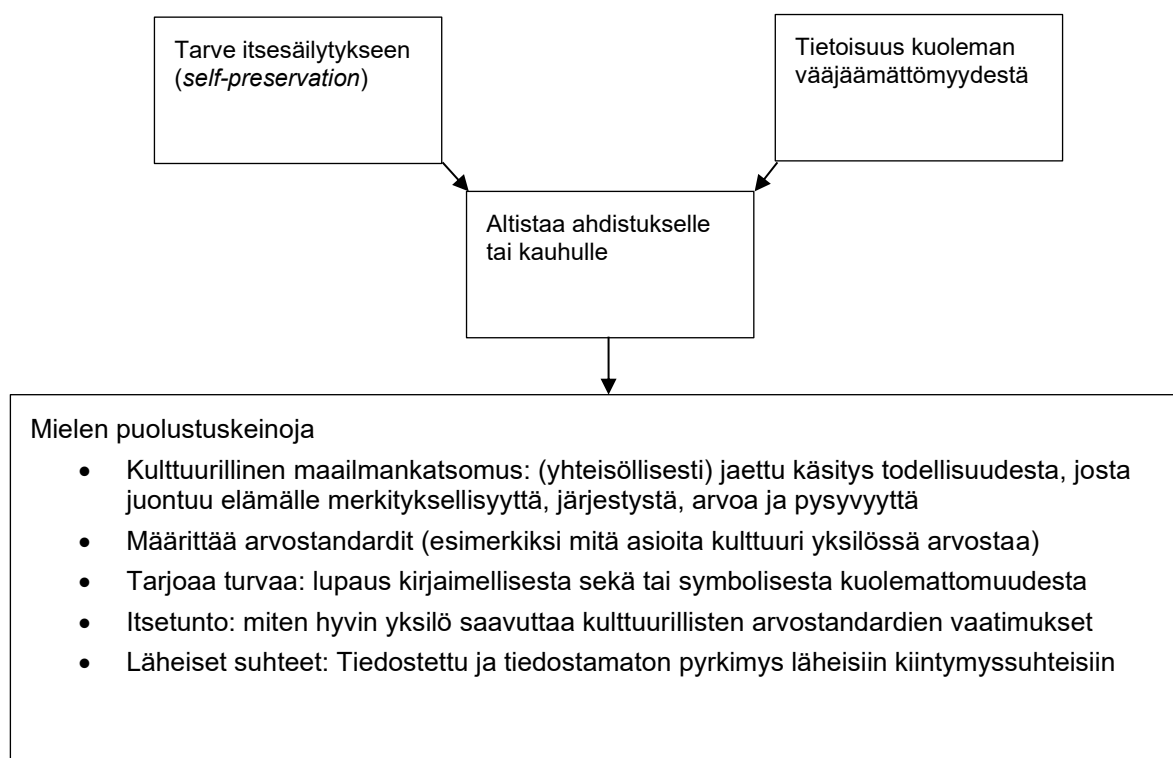 Tarve itsesäilytykseen
(self-preservation)
Tietoisuus kuoleman
vääjäämättömyydestä
Altistaa ahdistukselle
tai kauhulle
Mielen puolustuskeinoja
• Kulttuurillinen maailmankatsomus: (yhteisöllisesti) jaettu käsitys todellisuudesta, josta
juontuu elämälle merkityksellisyyttä, järjestystä, arvoa ja pysyvyyttä
• Määrittää arvostandardit (esimerkiksi mitä asioita kulttuuri yksilössä arvostaa)
• Tarjoaa turvaa: lupaus kirjaimellisesta sekä tai symbolisesta kuolemattomuudesta
• Itsetunto: miten hyvin yksilö saavuttaa kulttuurillisten arvostandardien vaatimukset
• Läheiset suhteet: Tiedostettu ja tiedostamaton pyrkimys läheisiin kiintymyssuhteisiin